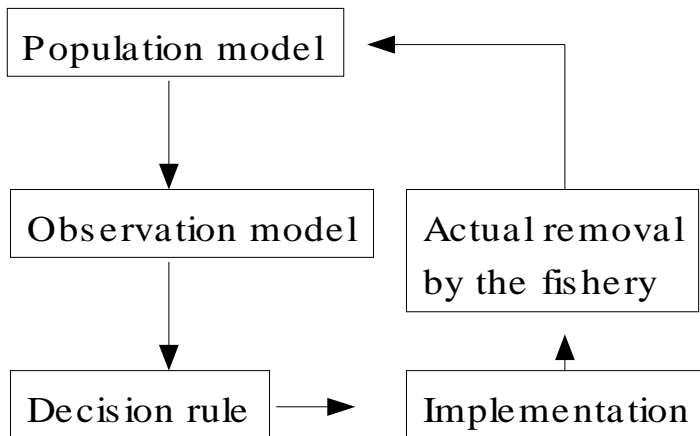 Population model
Observation model
Actual removal
by the fishery
Decision rule
Implementation